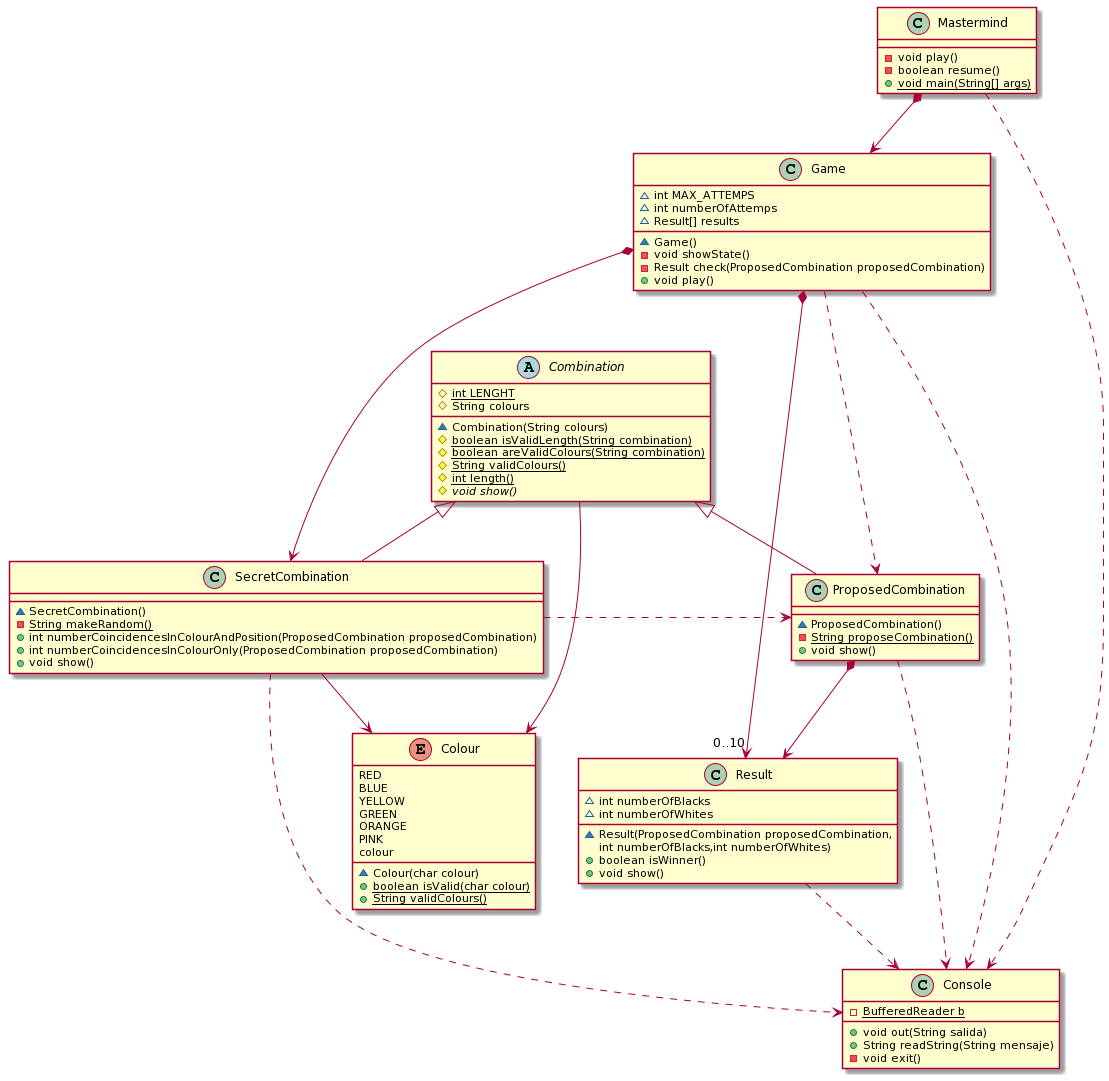 C Mastermind
void play()
boolean resume()
void main(String[] args)
C Game
int MAX_ATTEMPS
int numberOfAttemps
Result[] results
Game()
void showState()
Result check(ProposedCombination proposedCombination)
void play()
A Combination
int LENGHT
String colours
Combination(String colours)
boolean isValidLength(String combination)
boolean areValidColours(String combination)
String validColours()
int length()
void show()
C SecretCombination
SecretCombination()
String makeRandom()
int numberCoincidencesInColourAndPosition(ProposedCombination proposedCombination)
int numberCoincidencesInColourOnly(ProposedCombination proposedCombination)
void show()
C ProposedCombination
ProposedCombination()
String proposeCombination()
void show()
E Colour
RED
BLUE
YELLOW
GREEN
ORANGE
PINK
colour
Colour(char colour)
boolean isValid(char colour)
String validColours()
0..10
C Result
int numberOfBlacks
int numberOfWhites
Result(ProposedCombination proposedCombination,
int numberOfBlacks,int numberOfWhites)
boolean isWinner()
void show()
C Console
BufferedReader b
void out(String salida)
String readString(String mensaje)
void exit()